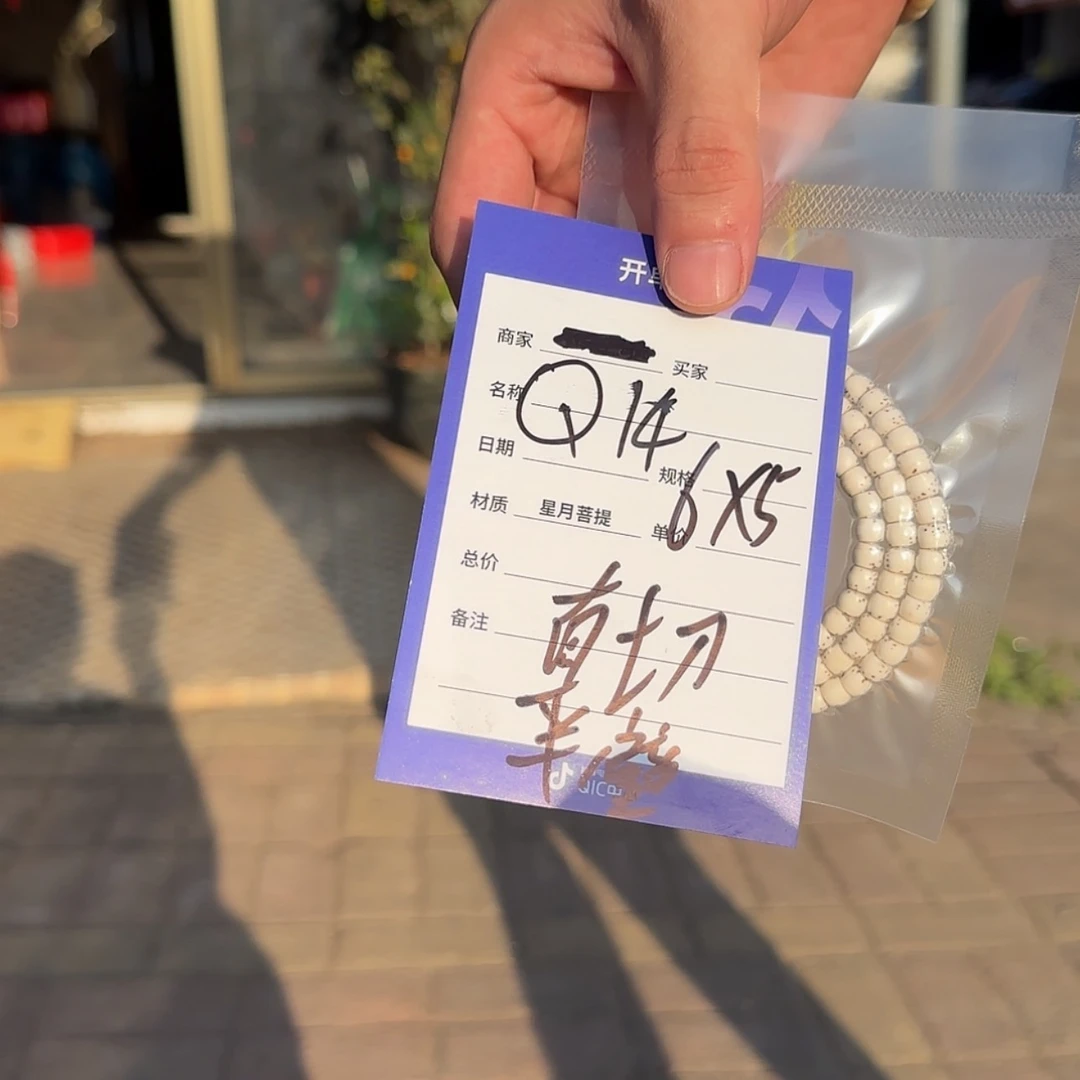 开单
商家 买家
名称 Q14
日期 规格 6X5
材质 星月菩提 单价
总价
备注 直切
QIC